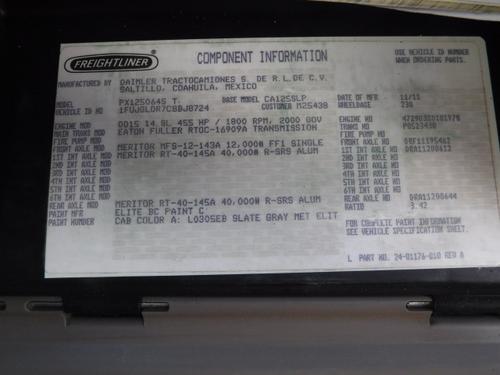 FREIGHTLINER
COMPONENT INFORMATION
USE VEHICLE ID NUMBER
WHEN ORDERING PARTS.
MANUFACTURED BY DAIMLER TRACTOCAMIONES S. DE R.L.DE C.V.
SALTILLO, COAHUILA, MEXICO
MODEL PX125064S T BASE MODEL CA125SLP DATE OF MFR 11/11
VEHICLE ID NO. CUSTOMER M25438 WHEELBASE 230
ENGINE MOD 0015 14.8L 455 HP / 1800 RPM, 2000 GOV ENGINE NO.
MAIN TRANS MOD EATON FULLER RTOC-16909A TRANSMISSION MAIN TRANS NO.
FIRE PUMP MOD FIRE PUMP NO.
FRONT AXLE MOD MERITOR MFS-12-143A 12,000# FF1 SINGLE FRONT AXLE NO.
1ST INT AXLE MOD MERITOR RT-40-145A 40,000# R-SRS ALUM 1ST INT AXLE NO.
2ND INT AXLE MOD 2ND INT AXLE NO.
3RD INT AXLE MOD 3RD INT AXLE NO.
4TH INT AXLE MOD 4TH INT AXLE NO.
5TH INT AXLE MOD 5TH INT AXLE NO.
6TH INT AXLE MOD 6TH INT AXLE NO.
REAR AXLE MOD MERITOR RT-40-145A 40,000# R-SRS ALUM REAR AXLE NO.
PAINT MFR ELITE BC PAINT C RATIO 3.42
PAINT NUMBER CAB COLOR A: L0305EB SLATE GRAY MET ELIT
FOR COMPLETE PAINT INFORMATION
SEE VEHICLE SPECIFICATION SHEET.
L PART NO. 24-01176-010 REV A